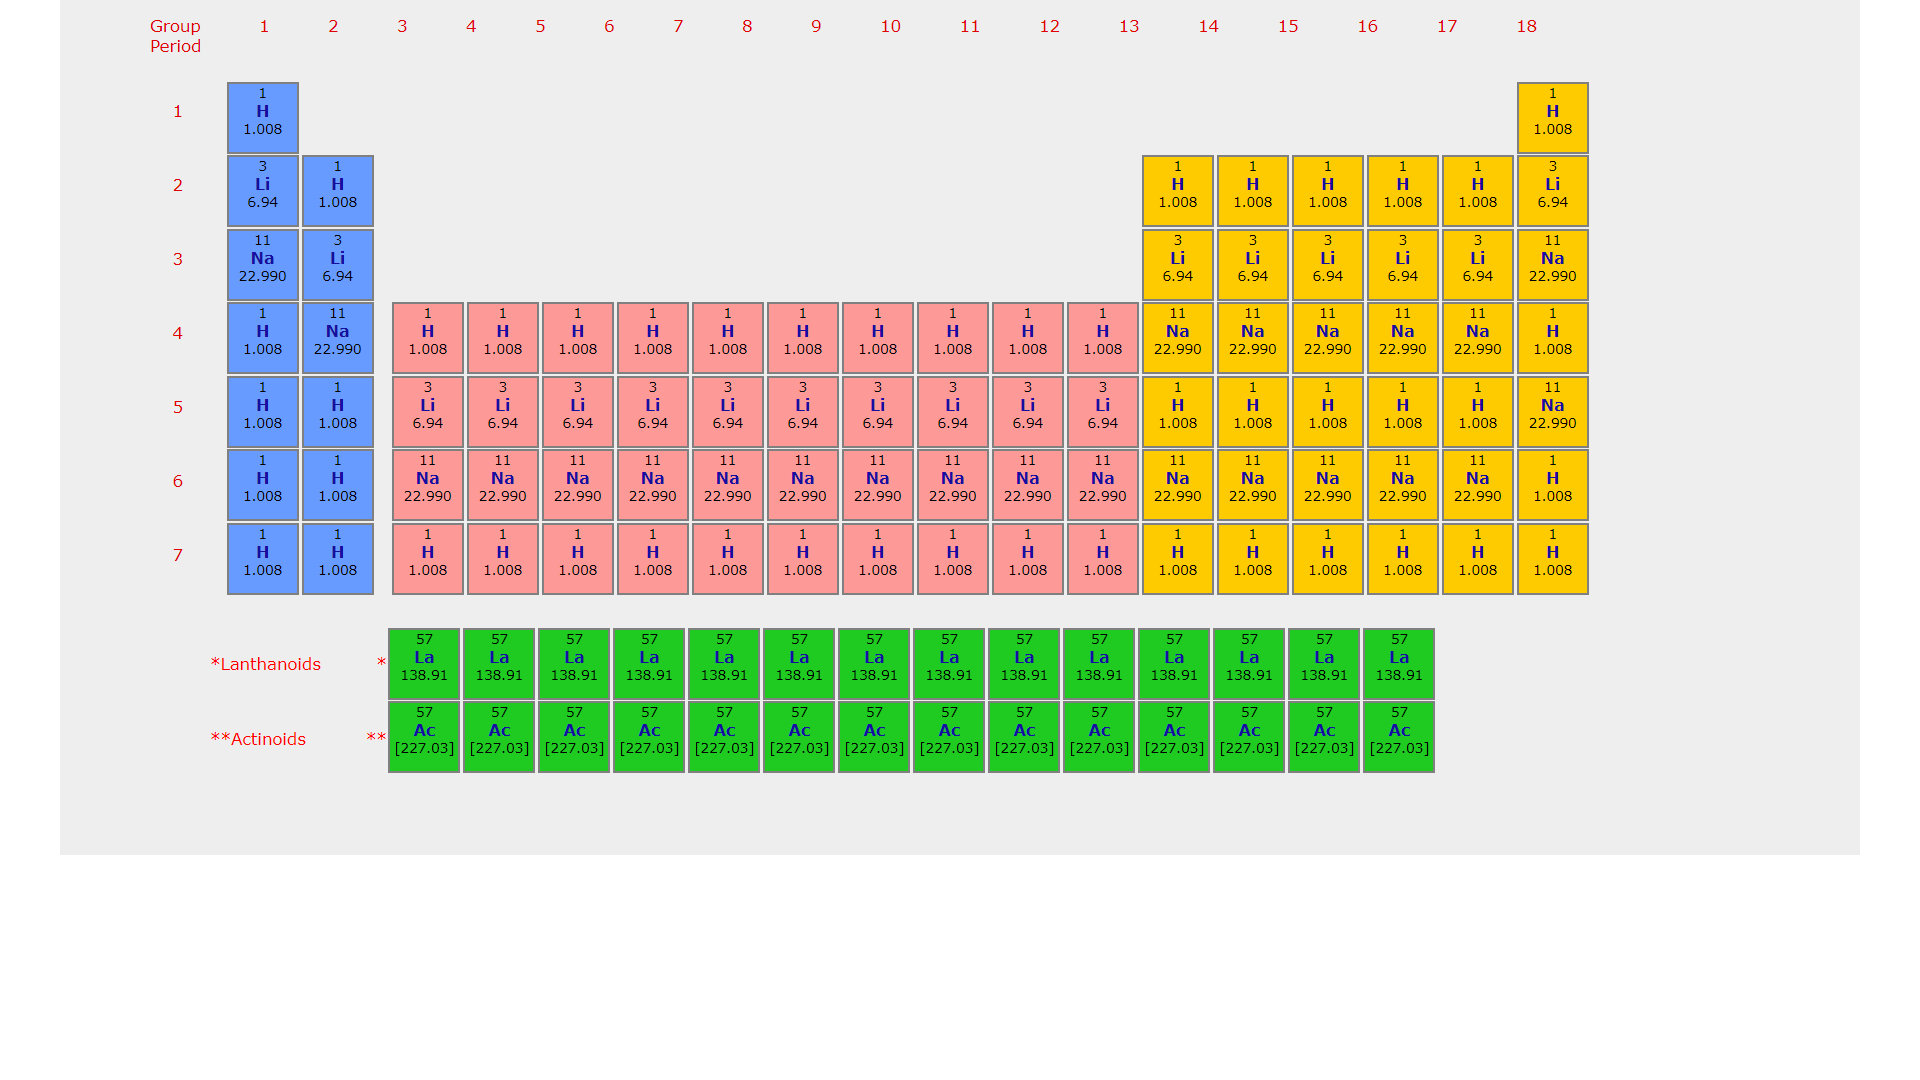 Group 1 2 3 4 5 6 7 8 9 10 11 12 13 14 15 16 17 18
Period
1 1 1
H H
1.008 1.008
2 3 1 1 1 1 1 1 3
Li H H H H H H Li
6.94 1.008 1.008 1.008 1.008 1.008 1.008 6.94
3 11 3 3 3 3 3 3 11
Na Li Li Li Li Li Li Na
22.990 6.94 6.94 6.94 6.94 6.94 6.94 22.990
4 1 11 1 1 1 1 1 1 1 1 1 1 11 11 11 11 11 1
H Na H H H H H H H H H H Na Na Na Na Na H
1.008 22.990 1.008 1.008 1.008 1.008 1.008 1.008 1.008 1.008 1.008 1.008 22.990 22.990 22.990 22.990 22.990 1.008
5 1 1 3 3 3 3 3 3 3 3 3 3 1 1 1 1 1 11
H H Li Li Li Li Li Li Li Li Li Li H H H H H Na
1.008 1.008 6.94 6.94 6.94 6.94 6.94 6.94 6.94 6.94 6.94 6.94 1.008 1.008 1.008 1.008 1.008 22.990
6 1 1 11 11 11 11 11 11 11 11 11 11 11 11 11 11 11 1
H H Na Na Na Na Na Na Na Na Na Na Na Na Na Na Na H
1.008 1.008 22.990 22.990 22.990 22.990 22.990 22.990 22.990 22.990 22.990 22.990 22.990 22.990 22.990 22.990 22.990 1.008
7 1 1 1 1 1 1 1 1 1 1 1 1 1 1 1 1 1 1
H H H H H H H H H H H H H H H H H H
1.008 1.008 1.008 1.008 1.008 1.008 1.008 1.008 1.008 1.008 1.008 1.008 1.008 1.008 1.008 1.008 1.008 1.008
57 57 57 57 57 57 57 57 57 57 57 57 57 57
*Lanthanoids * La La La La La La La La La La La La La La
138.91 138.91 138.91 138.91 138.91 138.91 138.91 138.91 138.91 138.91 138.91 138.91 138.91 138.91
57 57 57 57 57 57 57 57 57 57 57 57 57 57
**Actinoids ** Ac Ac Ac Ac Ac Ac Ac Ac Ac Ac Ac Ac Ac Ac
[227.03] [227.03] [227.03] [227.03] [227.03] [227.03] [227.03] [227.03] [227.03] [227.03] [227.03] [227.03] [227.03] [227.03]